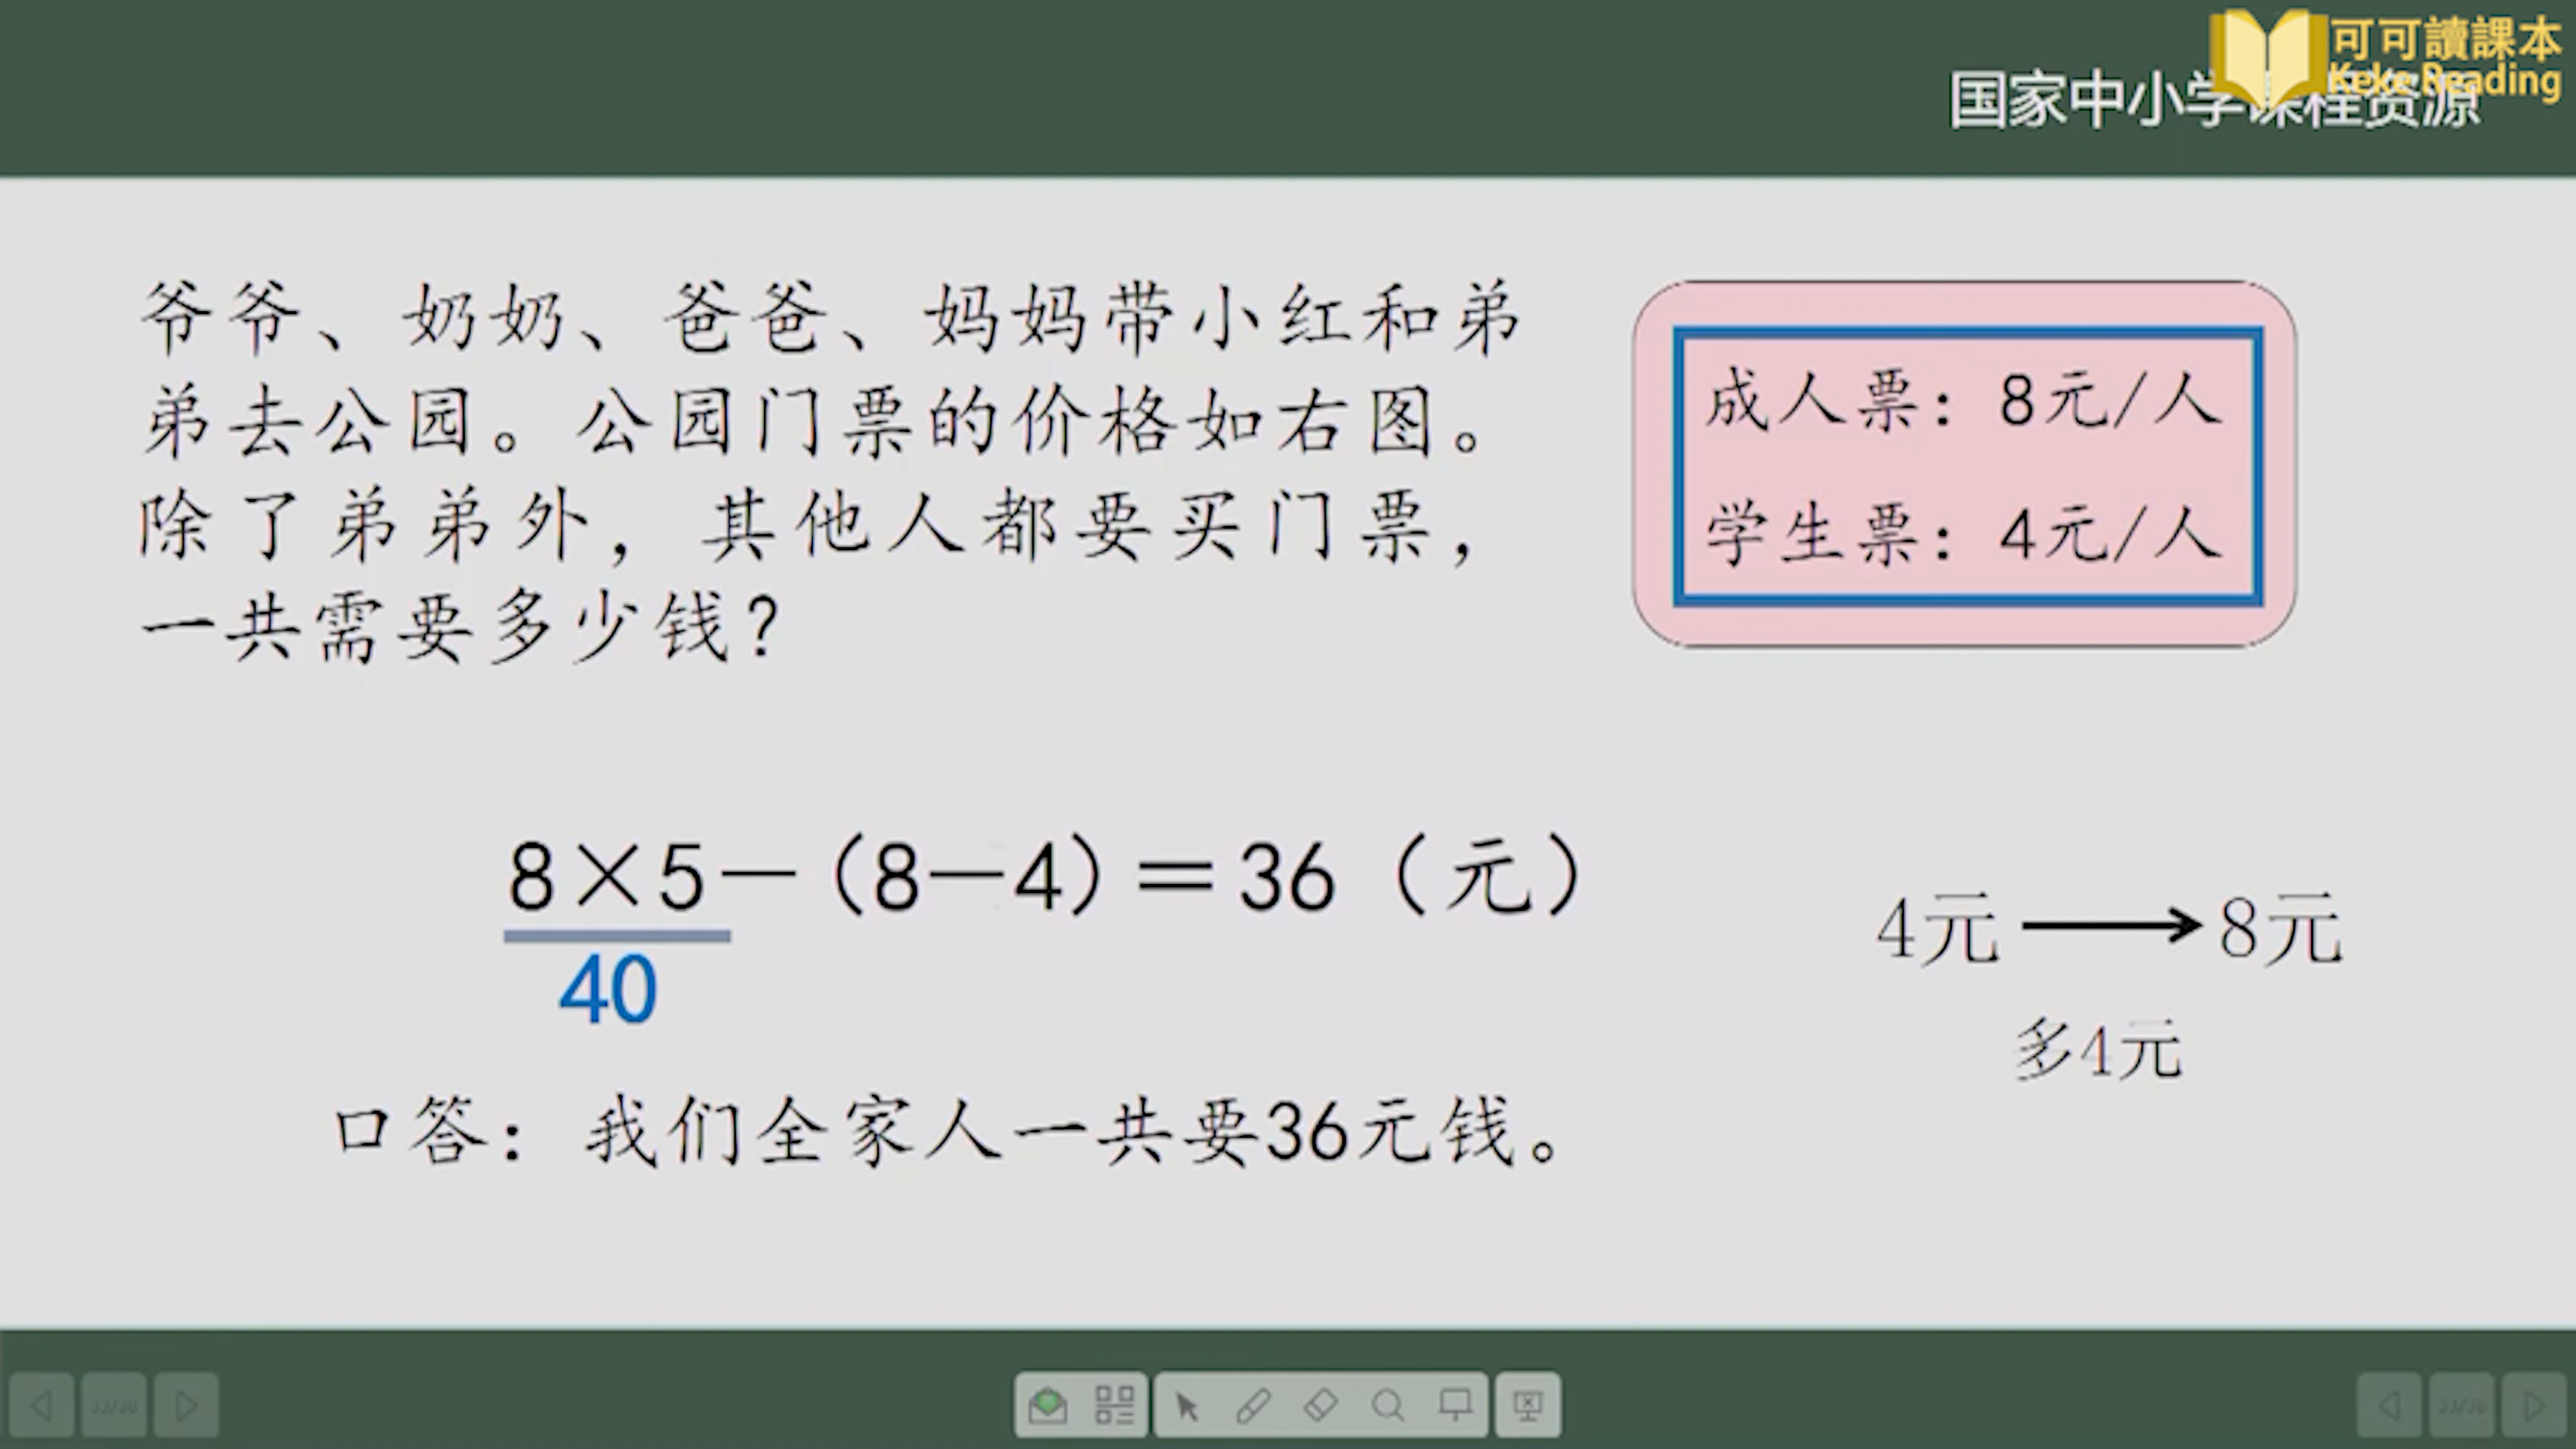 可可讀課本
Keke Reading
国家中小学课程资源
爷爷、奶奶、爸爸、妈妈带小红和弟
弟去公园。公园门票的价格如右图。
除了弟弟外，其他人都要买门票，
一共需要多少钱？
成人票：8元/人
学生票：4元/人
8×5－（8－4）＝36（元）
40
4元→8元
多4元
口答：我们全家人一共要36元钱。